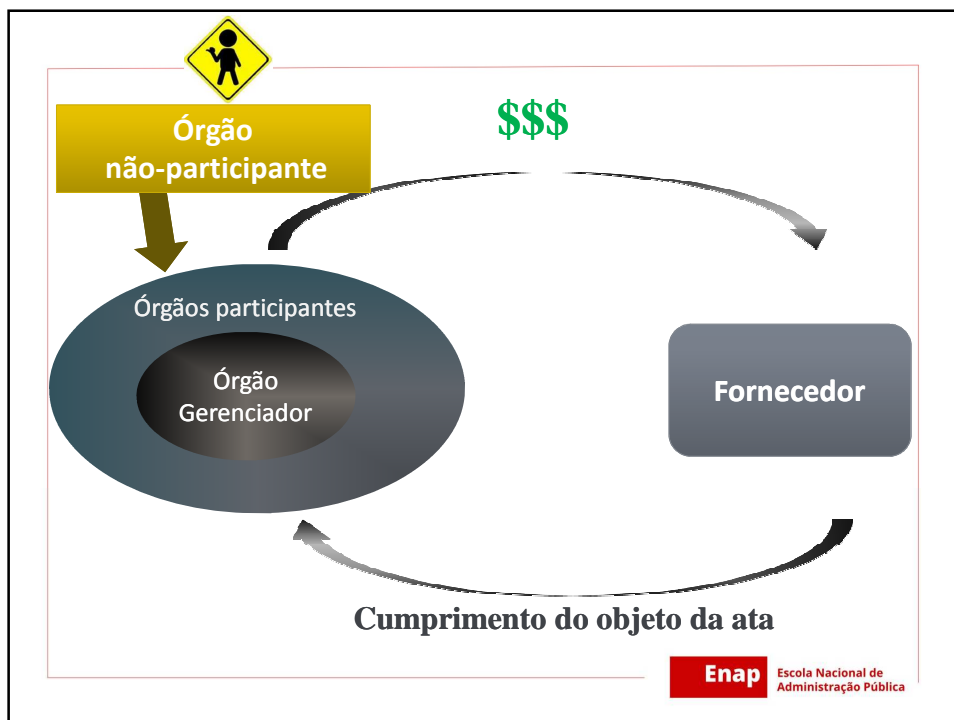 Órgão
não-participante
$$$
Órgãos participantes
Órgão
Gerenciador
Fornecedor
Cumprimento do objeto da ata
Enap
Escola Nacional de
Administração Pública